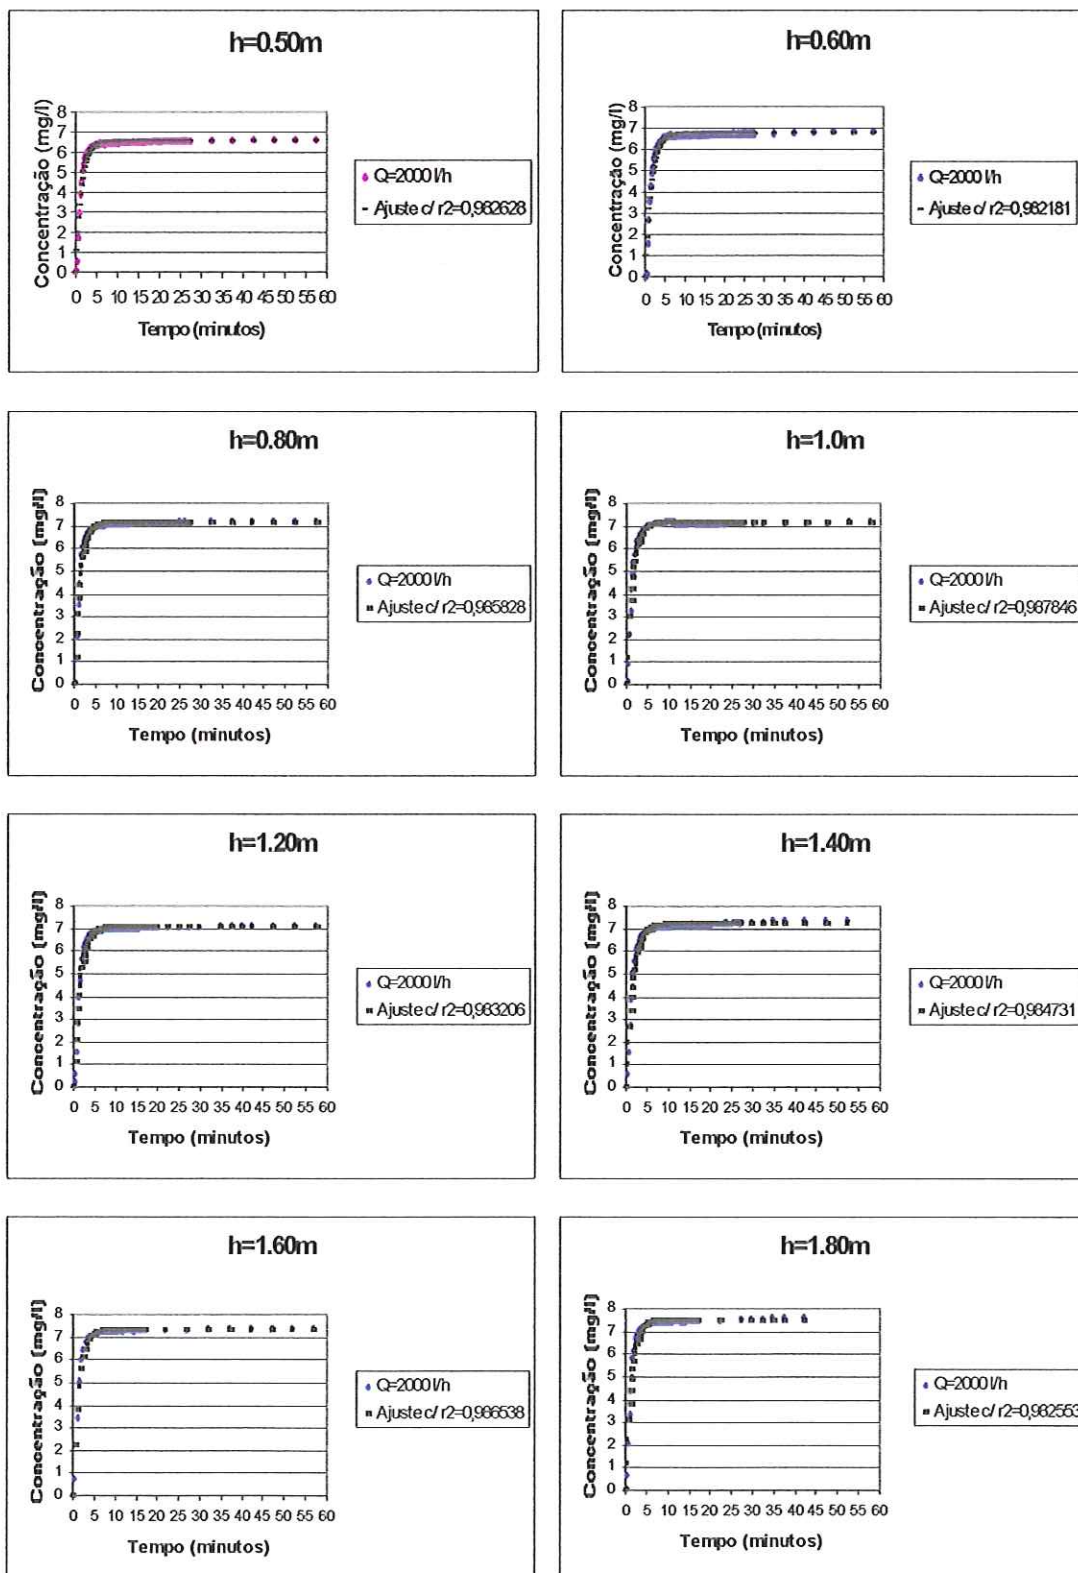 h=0.50m
Concentração (mg/l)
8
7
6
5
4
3
2
1
0
0 5 10 15 20 25 30 35 40 45 50 55 60
Tempo (minutos)
Q=2000 l/h
Ajuste c/ r2=0,982628
h=0.60m
Concentração (mg/l)
8
7
6
5
4
3
2
1
0
0 5 10 15 20 25 30 35 40 45 50 55 60
Tempo (minutos)
Q=2000 l/h
Ajuste c/ r2=0,982181
h=0.80m
Concentração (mg/l)
8
7
6
5
4
3
2
1
0
0 5 10 15 20 25 30 35 40 45 50 55 60
Tempo (minutos)
Q=2000 l/h
Ajuste c/ r2=0,985828
h=1.0m
Concentração (mg/l)
8
7
6
5
4
3
2
1
0
0 5 10 15 20 25 30 35 40 45 50 55 60
Tempo (minutos)
Q=2000 l/h
Ajuste c/ r2=0,987846
h=1.20m
Concentração (mg/l)
8
7
6
5
4
3
2
1
0
0 5 10 15 20 25 30 35 40 45 50 55 60
Tempo (minutos)
Q=2000 l/h
Ajuste c/ r2=0,983206
h=1.40m
Concentração (mg/l)
8
7
6
5
4
3
2
1
0
0 5 10 15 20 25 30 35 40 45 50 55 60
Tempo (minutos)
Q=2000 l/h
Ajuste c/ r2=0,984731
h=1.60m
Concentração (mg/l)
8
7
6
5
4
3
2
1
0
0 5 10 15 20 25 30 35 40 45 50 55 60
Tempo (minutos)
Q=2000 l/h
Ajuste c/ r2=0,986538
h=1.80m
Concentração (mg/l)
8
7
6
5
4
3
2
1
0
0 5 10 15 20 25 30 35 40 45 50 55 60
Tempo (minutos)
Q=2000 l/h
Ajuste c/ r2=0,982553